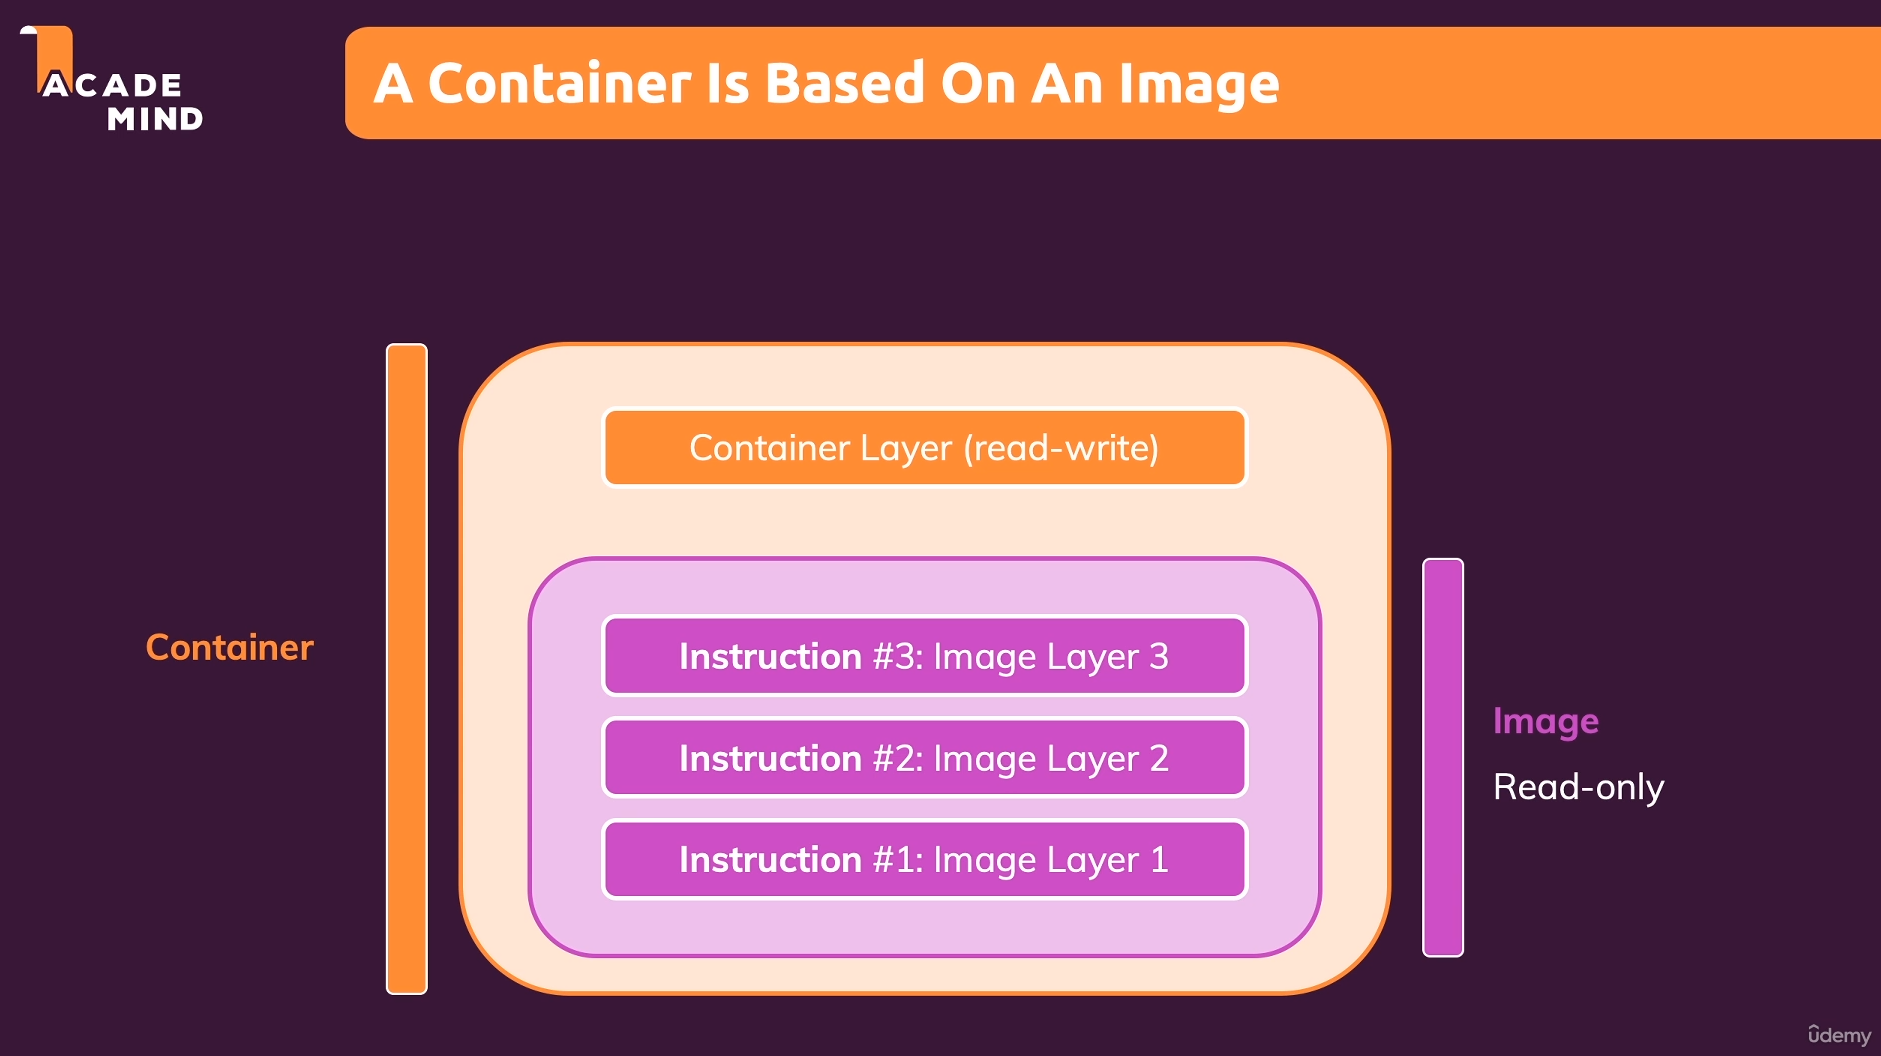 ACADE
MIND
A Container Is Based On An Image
Container Layer (read-write)
Instruction #3: Image Layer 3
Container
Image
Instruction #2: Image Layer 2
Read-only
Instruction #1: Image Layer 1
udemy